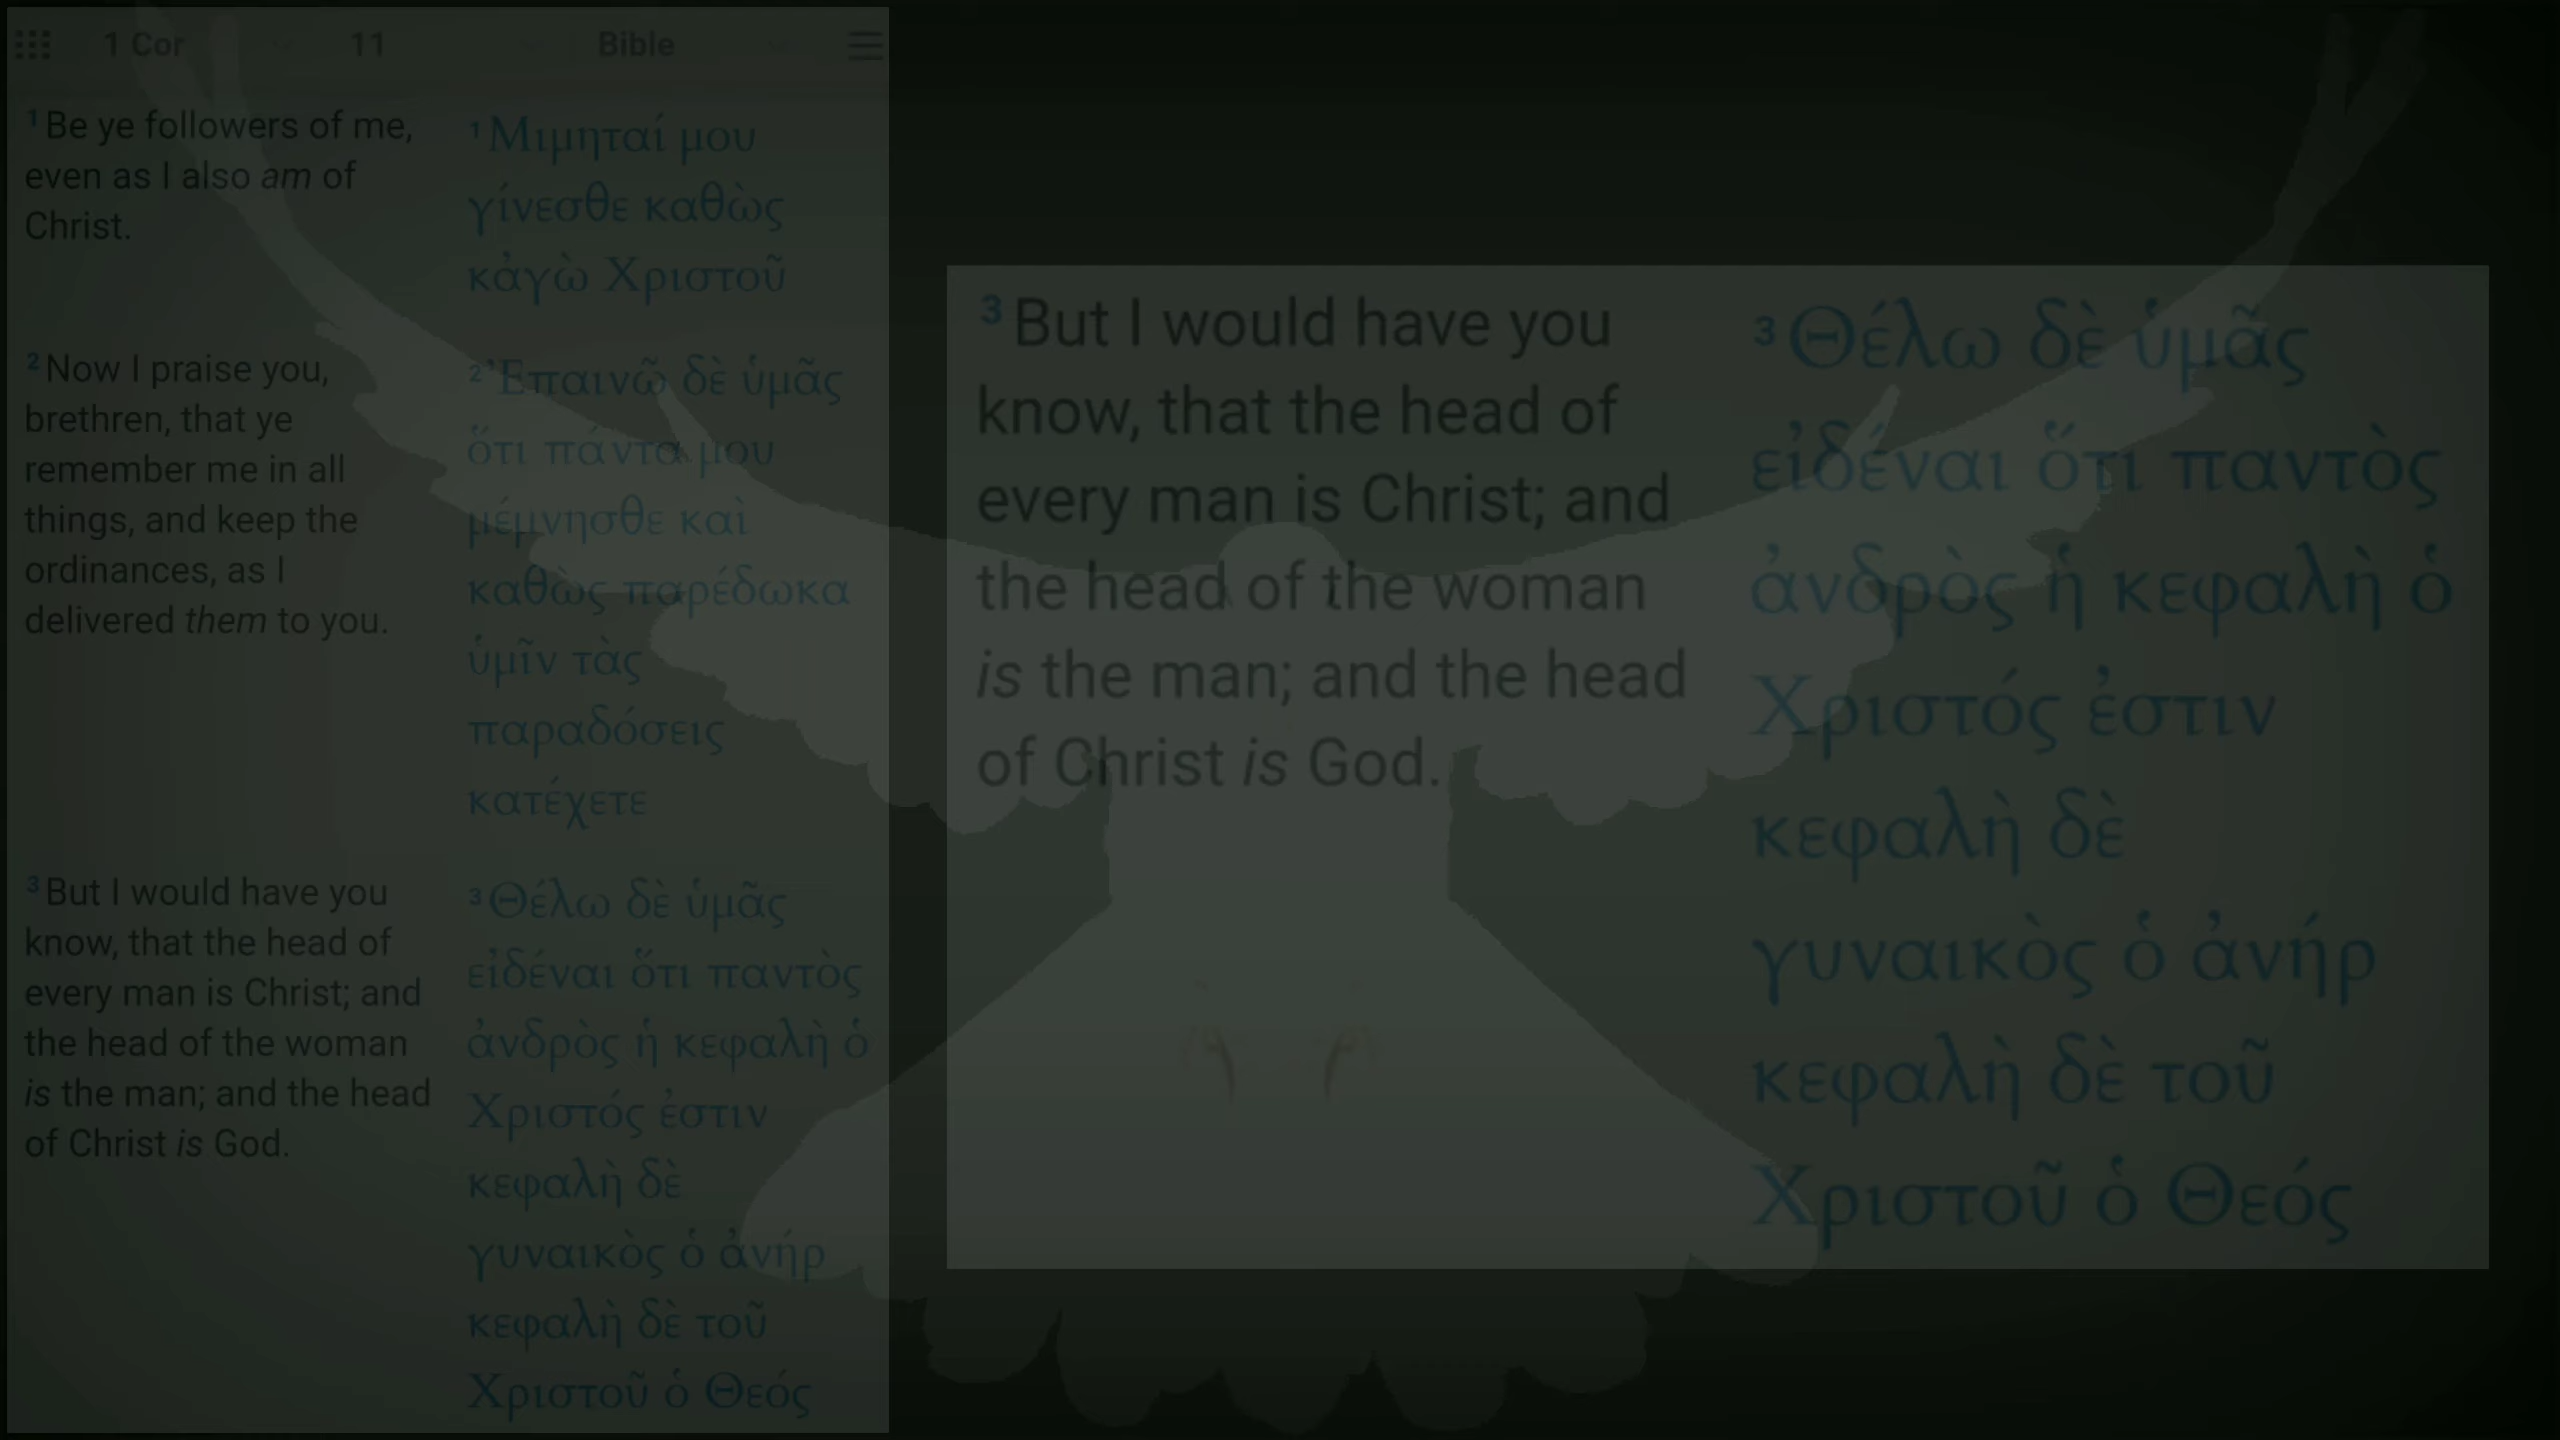 1 Cor 11 Bible
1 Be ye followers of me,
even as I also am of
Christ.
2 Now I praise you,
brethren, that ye
remember me in all
things, and keep the
ordinances, as I
delivered them to you.
3 But I would have you
know, that the head of
every man is Christ; and
the head of the woman
is the man; and the head
of Christ is God.
1 Μιμηταί μου
γίνεσθε καθὼς
κἀγὼ Χριστοῦ
2 Ἐπαινῶ δὲ ὑμᾶς
ὅτι πάντα μου
μέμνησθε καὶ
καθὼς παρέδωκα
ὑμῖν τὰς
παραδόσεις
κατέχετε
3 Θέλω δὲ ὑμᾶς
εἰδέναι ὅτι παντὸς
ἀνδρὸς ἡ κεφαλὴ ὁ
Χριστός ἐστιν
κεφαλὴ δὲ
γυναικὸς ὁ ἀνήρ
κεφαλὴ δὲ τοῦ
Χριστοῦ ὁ Θεός
3 But I would have you
know, that the head of
every man is Christ; and
the head of the woman
is the man; and the head
of Christ is God.
3 Θέλω δὲ ὑμᾶς
εἰδέναι ὅτι παντὸς
ἀνδρὸς ἡ κεφαλὴ ὁ
Χριστός ἐστιν
κεφαλὴ δὲ
γυναικὸς ὁ ἀνήρ
κεφαλὴ δὲ τοῦ
Χριστοῦ ὁ Θεός